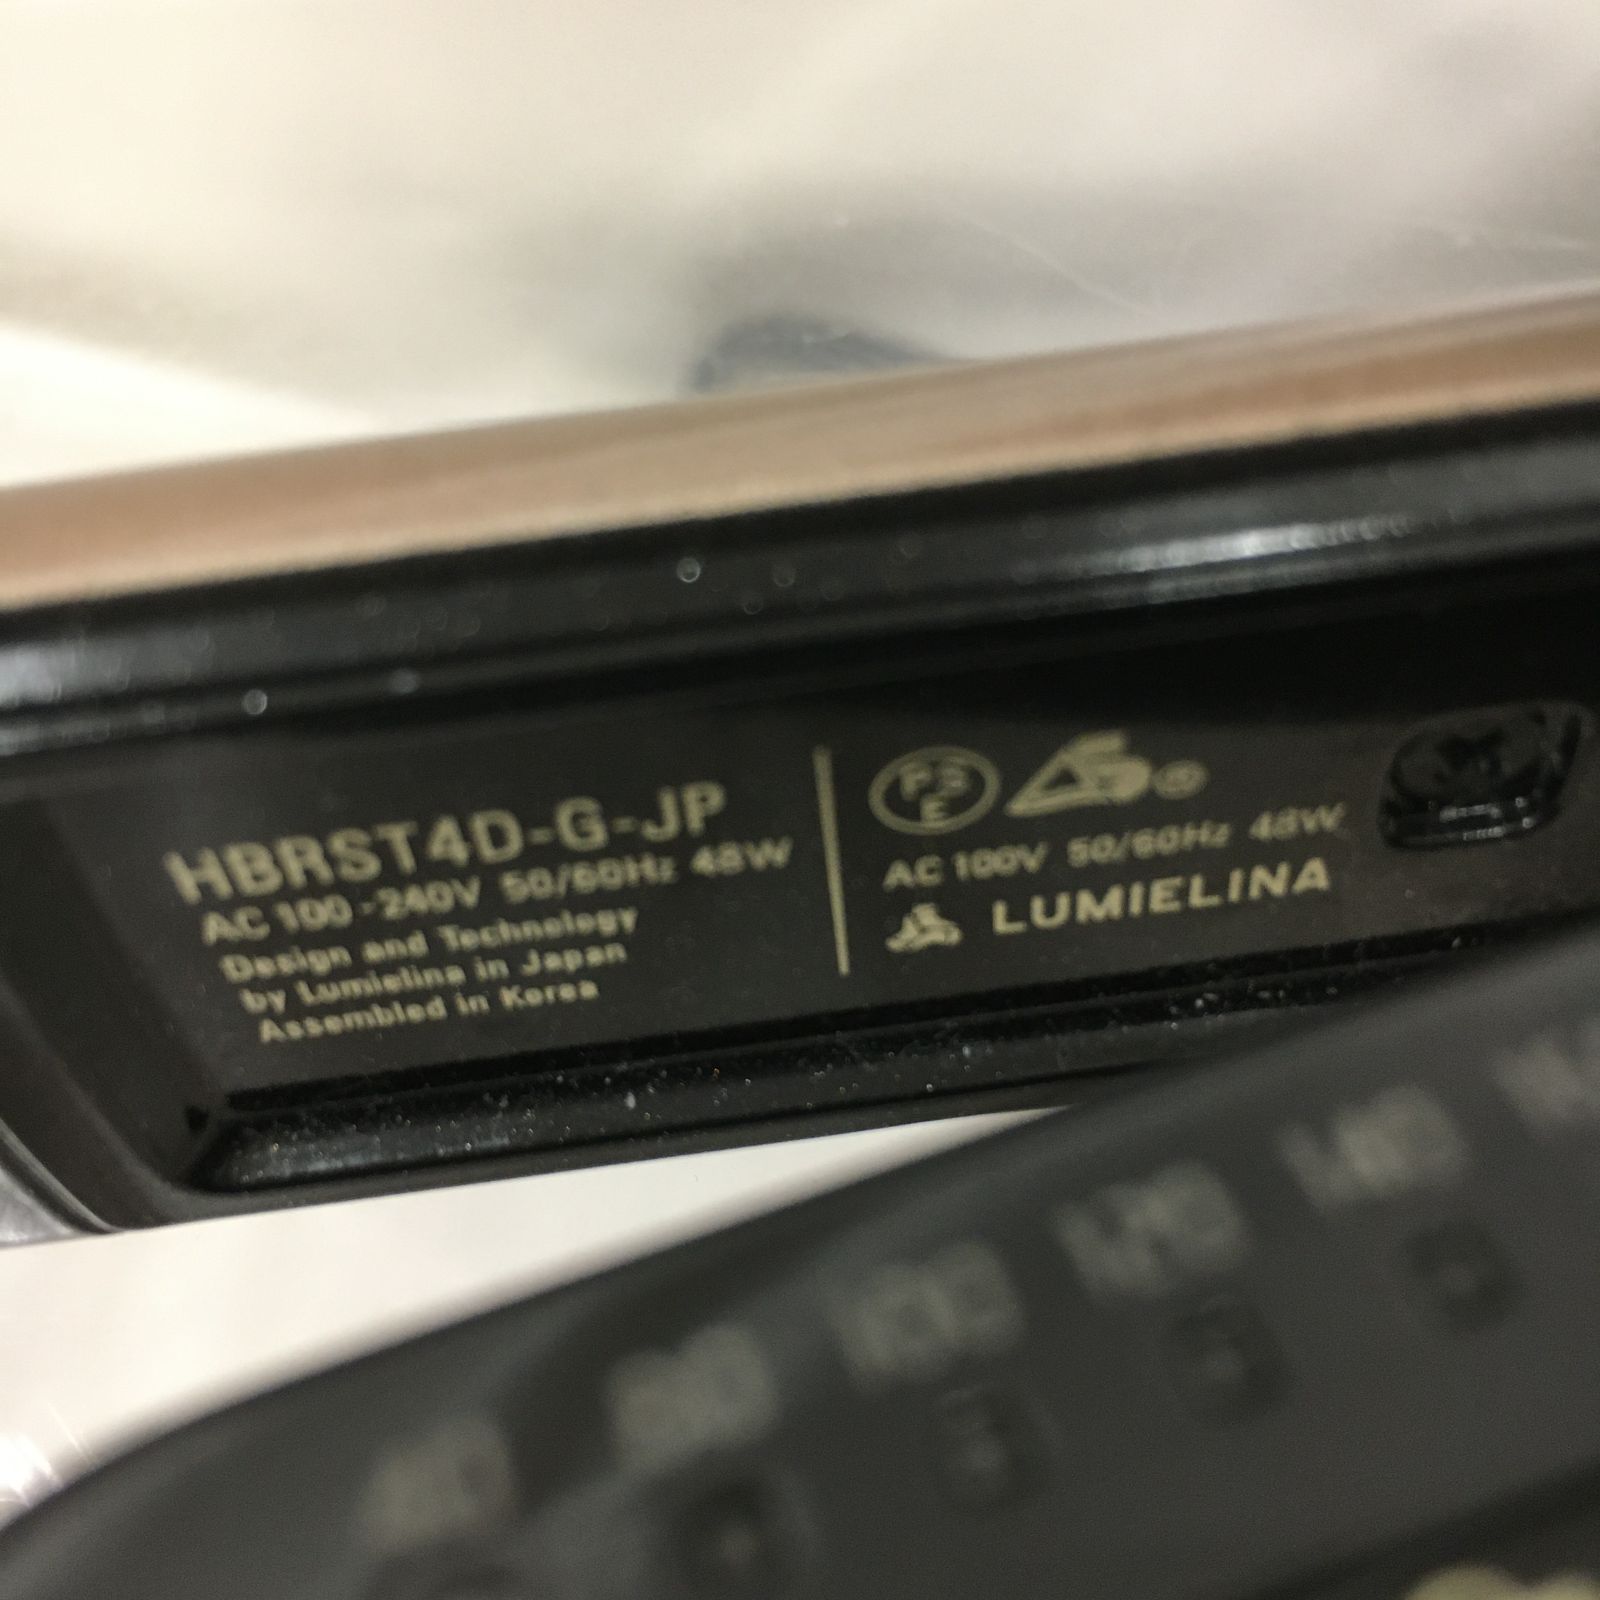 HBRST4D-G-JP
AC 100-240V 50/60Hz 48W
Design and Technology
by Lumielina in Japan
Assembled in Korea
PS
E
AC 100V 50/60Hz 48W
LUMIELINA